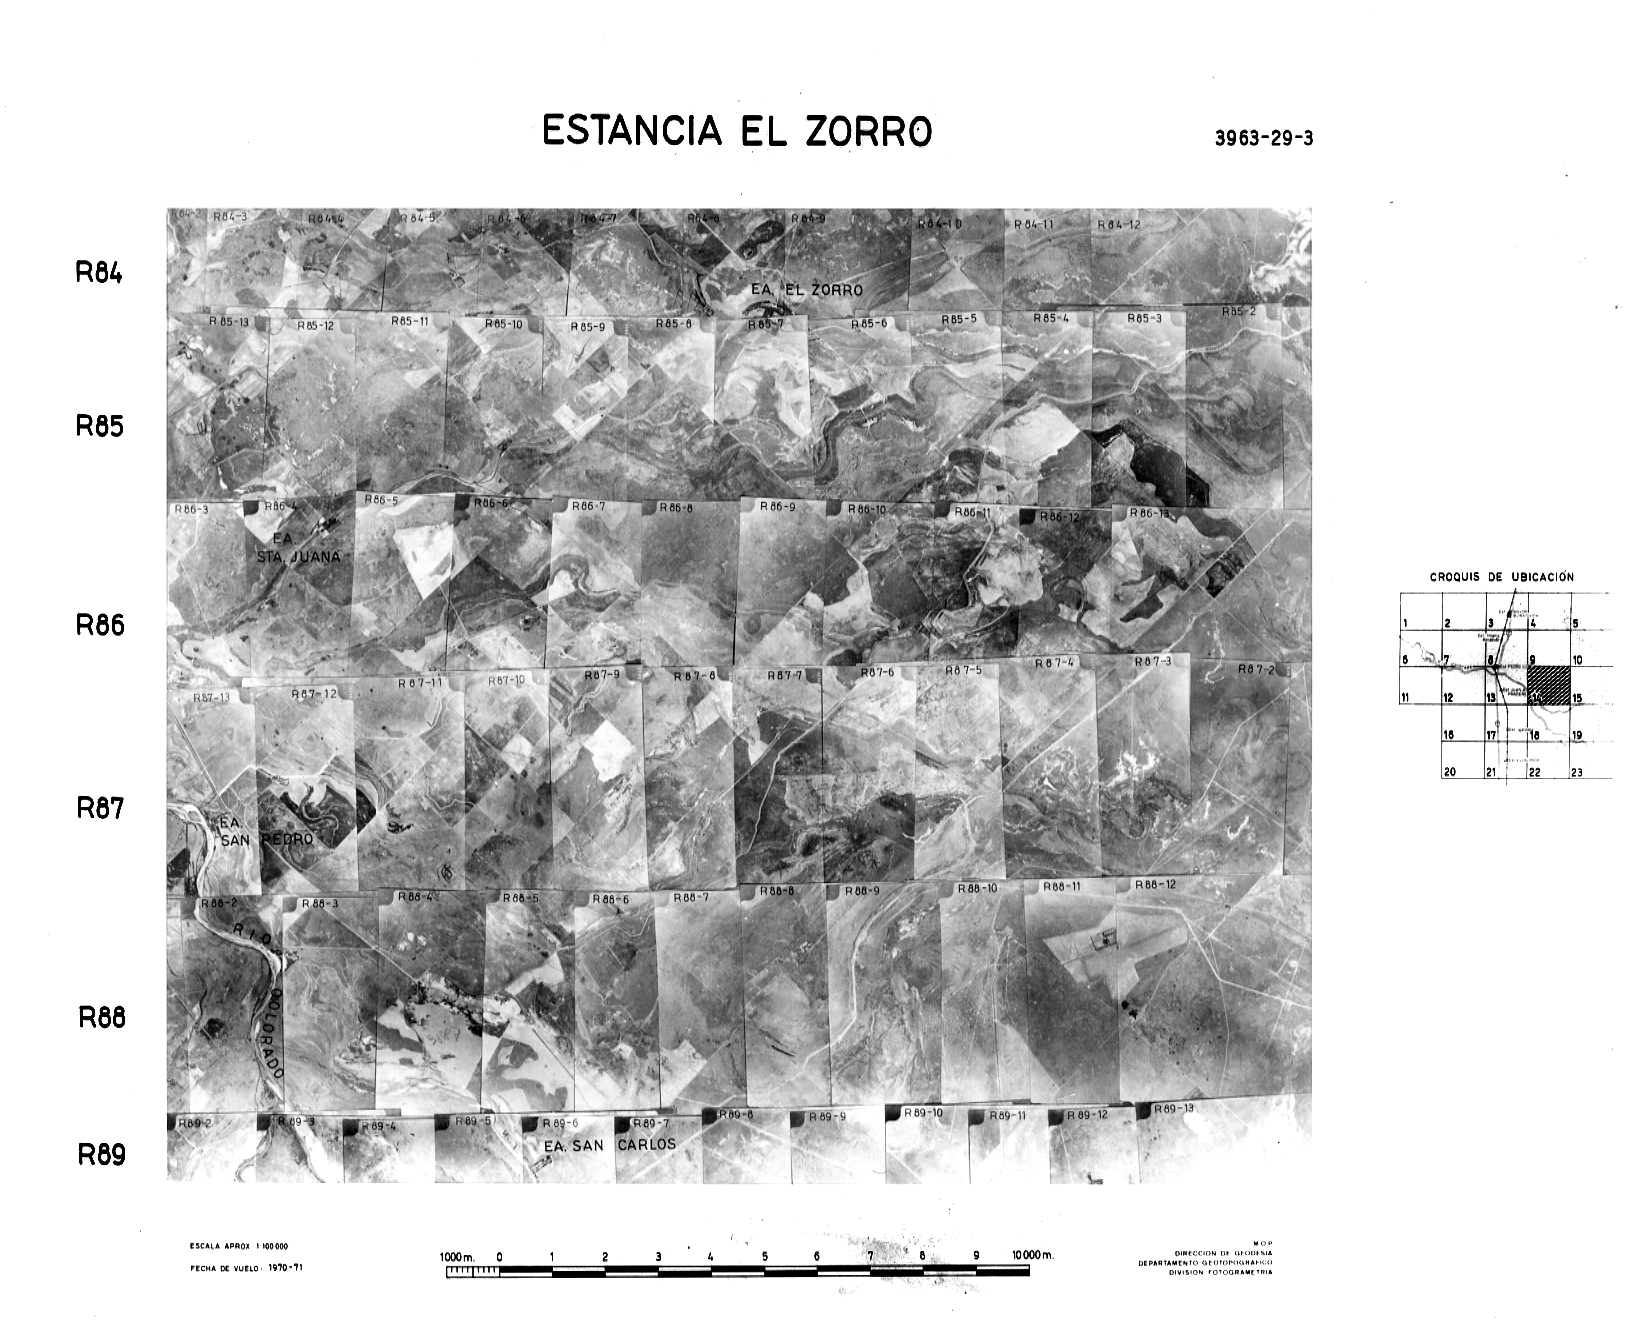 ESTANCIA EL ZORRO
3963-29-3
R84-2 R84-3 R84-4 R84-5 R84-6 R84-7 R84-8 R84-9 R84-10 R84-11 R84-12
R84
EA. EL ZORRO
R85-13 R85-12 R85-11 R85-10 R85-9 R85-8 R85-7 R85-6 R85-5 R85-4 R85-3 R85-2
R85
R86-3 R86-4 R86-5 R86-6 R86-7 R86-8 R86-9 R86-10 R86-11 R86-12 R86-13
EA.
STA. JUANA
R86
R87-13 R87-12 R87-11 R87-10 R87-9 R87-8 R87-7 R87-6 R87-5 R87-4 R87-3 R87-2
R87
EA.
SAN PEDRO
R88-2 R88-3 R88-4 R88-5 R88-6 R88-7 R88-8 R88-9 R88-10 R88-11 R88-12
RIO COLORADO
R88
R89-2 R89-3 R89-4 R89-5 R89-6 R89-7 R89-8 R89-9 R89-10 R89-11 R89-12 R89-13
EA. SAN CARLOS
R89
CROQUIS DE UBICACIÓN
1 2 3 4 5
6 7 8 9 10
11 12 13 14 15
16 17 18 19
20 21 22 23
ESCALA APROX 1:100000
FECHA DE VUELO: 1970-71
1000m. 0 1 2 3 4 5 6 7 8 9 10000m.
M O P
DIRECCION DE GEODESIA
DEPARTAMENTO GEOTOPOGRAFICO
DIVISION FOTOGRAMETRIA